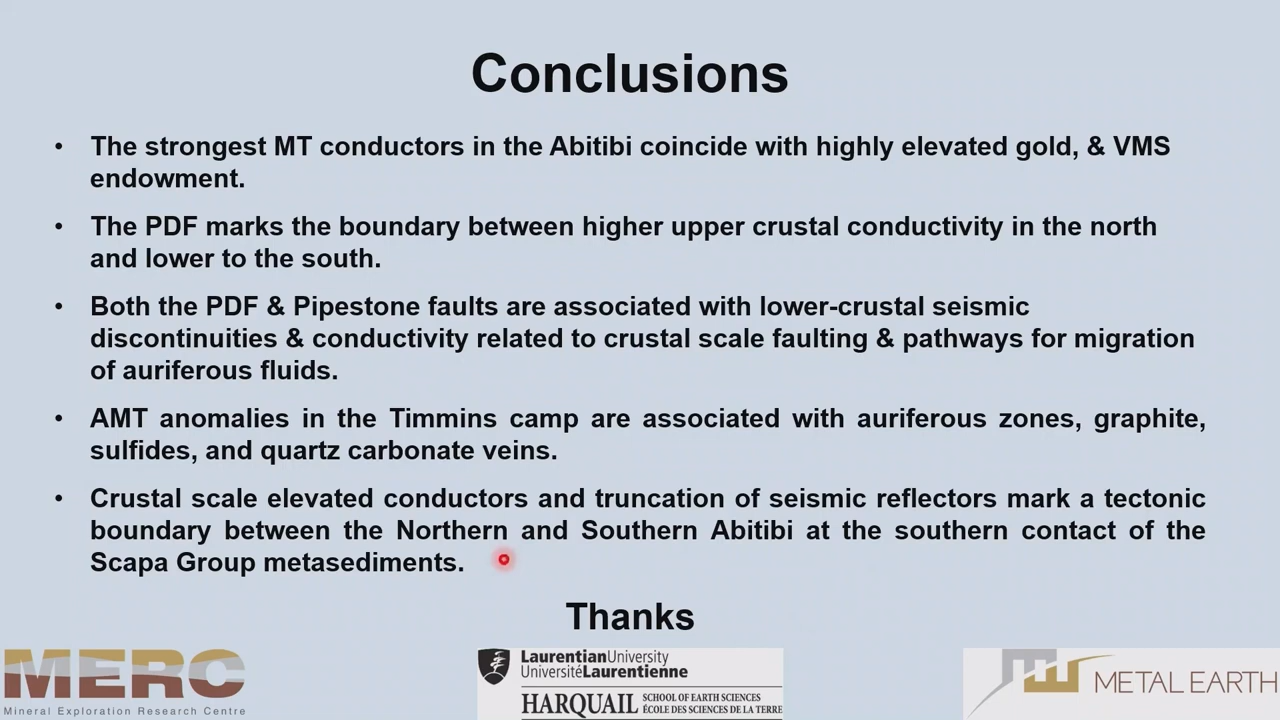 Conclusions
• The strongest MT conductors in the Abitibi coincide with highly elevated gold, & VMS
endowment.
• The PDF marks the boundary between higher upper crustal conductivity in the north
and lower to the south.
• Both the PDF & Pipestone faults are associated with lower-crustal seismic
discontinuities & conductivity related to crustal scale faulting & pathways for migration
of auriferous fluids.
• AMT anomalies in the Timmins camp are associated with auriferous zones, graphite,
sulfides, and quartz carbonate veins.
• Crustal scale elevated conductors and truncation of seismic reflectors mark a tectonic
boundary between the Northern and Southern Abitibi at the southern contact of the
Scapa Group metasediments.
Thanks
MERC
Mineral Exploration Research Centre
LaurentianUniversity
UniversitéLaurentienne
HARQUAIL
SCHOOL OF EARTH SCIENCES
ÉCOLE DES SCIENCES DE LA TERRE
METAL EARTH